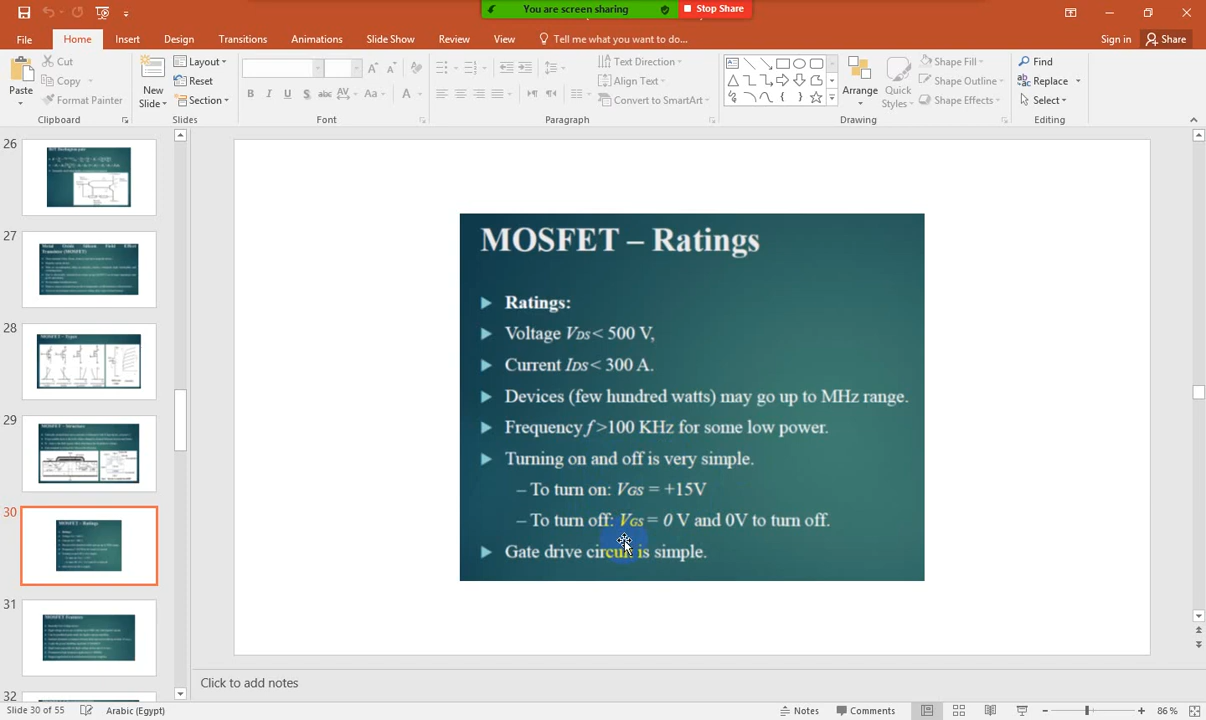 You are screen sharing
Stop Share
File
Home
Insert
Design
Transitions
Animations
Slide Show
Review
View
Tell me what you want to do...
Sign in
Share
Paste
Cut
Copy
Format Painter
Clipboard
New
Slide
Layout
Reset
Section
Slides
B I U S abc AV Aa A
Font
Text Direction
Align Text
Convert to SmartArt
Paragraph
Arrange
Quick
Styles
Shape Fill
Shape Outline
Shape Effects
Drawing
Find
Replace
Select
Editing
26
27
28
29
30
31
32
MOSFET – Ratings
MOSFET – Ratings
Ratings:
Voltage VDS< 500 V,
Current IDS< 300 A.
Devices (few hundred watts) may go up to MHz range.
Frequency f >100 KHz for some low power.
Turning on and off is very simple.
– To turn on: VGS = +15V
– To turn off: VGS = 0 V and 0V to turn off.
Gate drive circuit is simple.
Click to add notes
Slide 30 of 55
Arabic (Egypt)
Notes
Comments
86 %